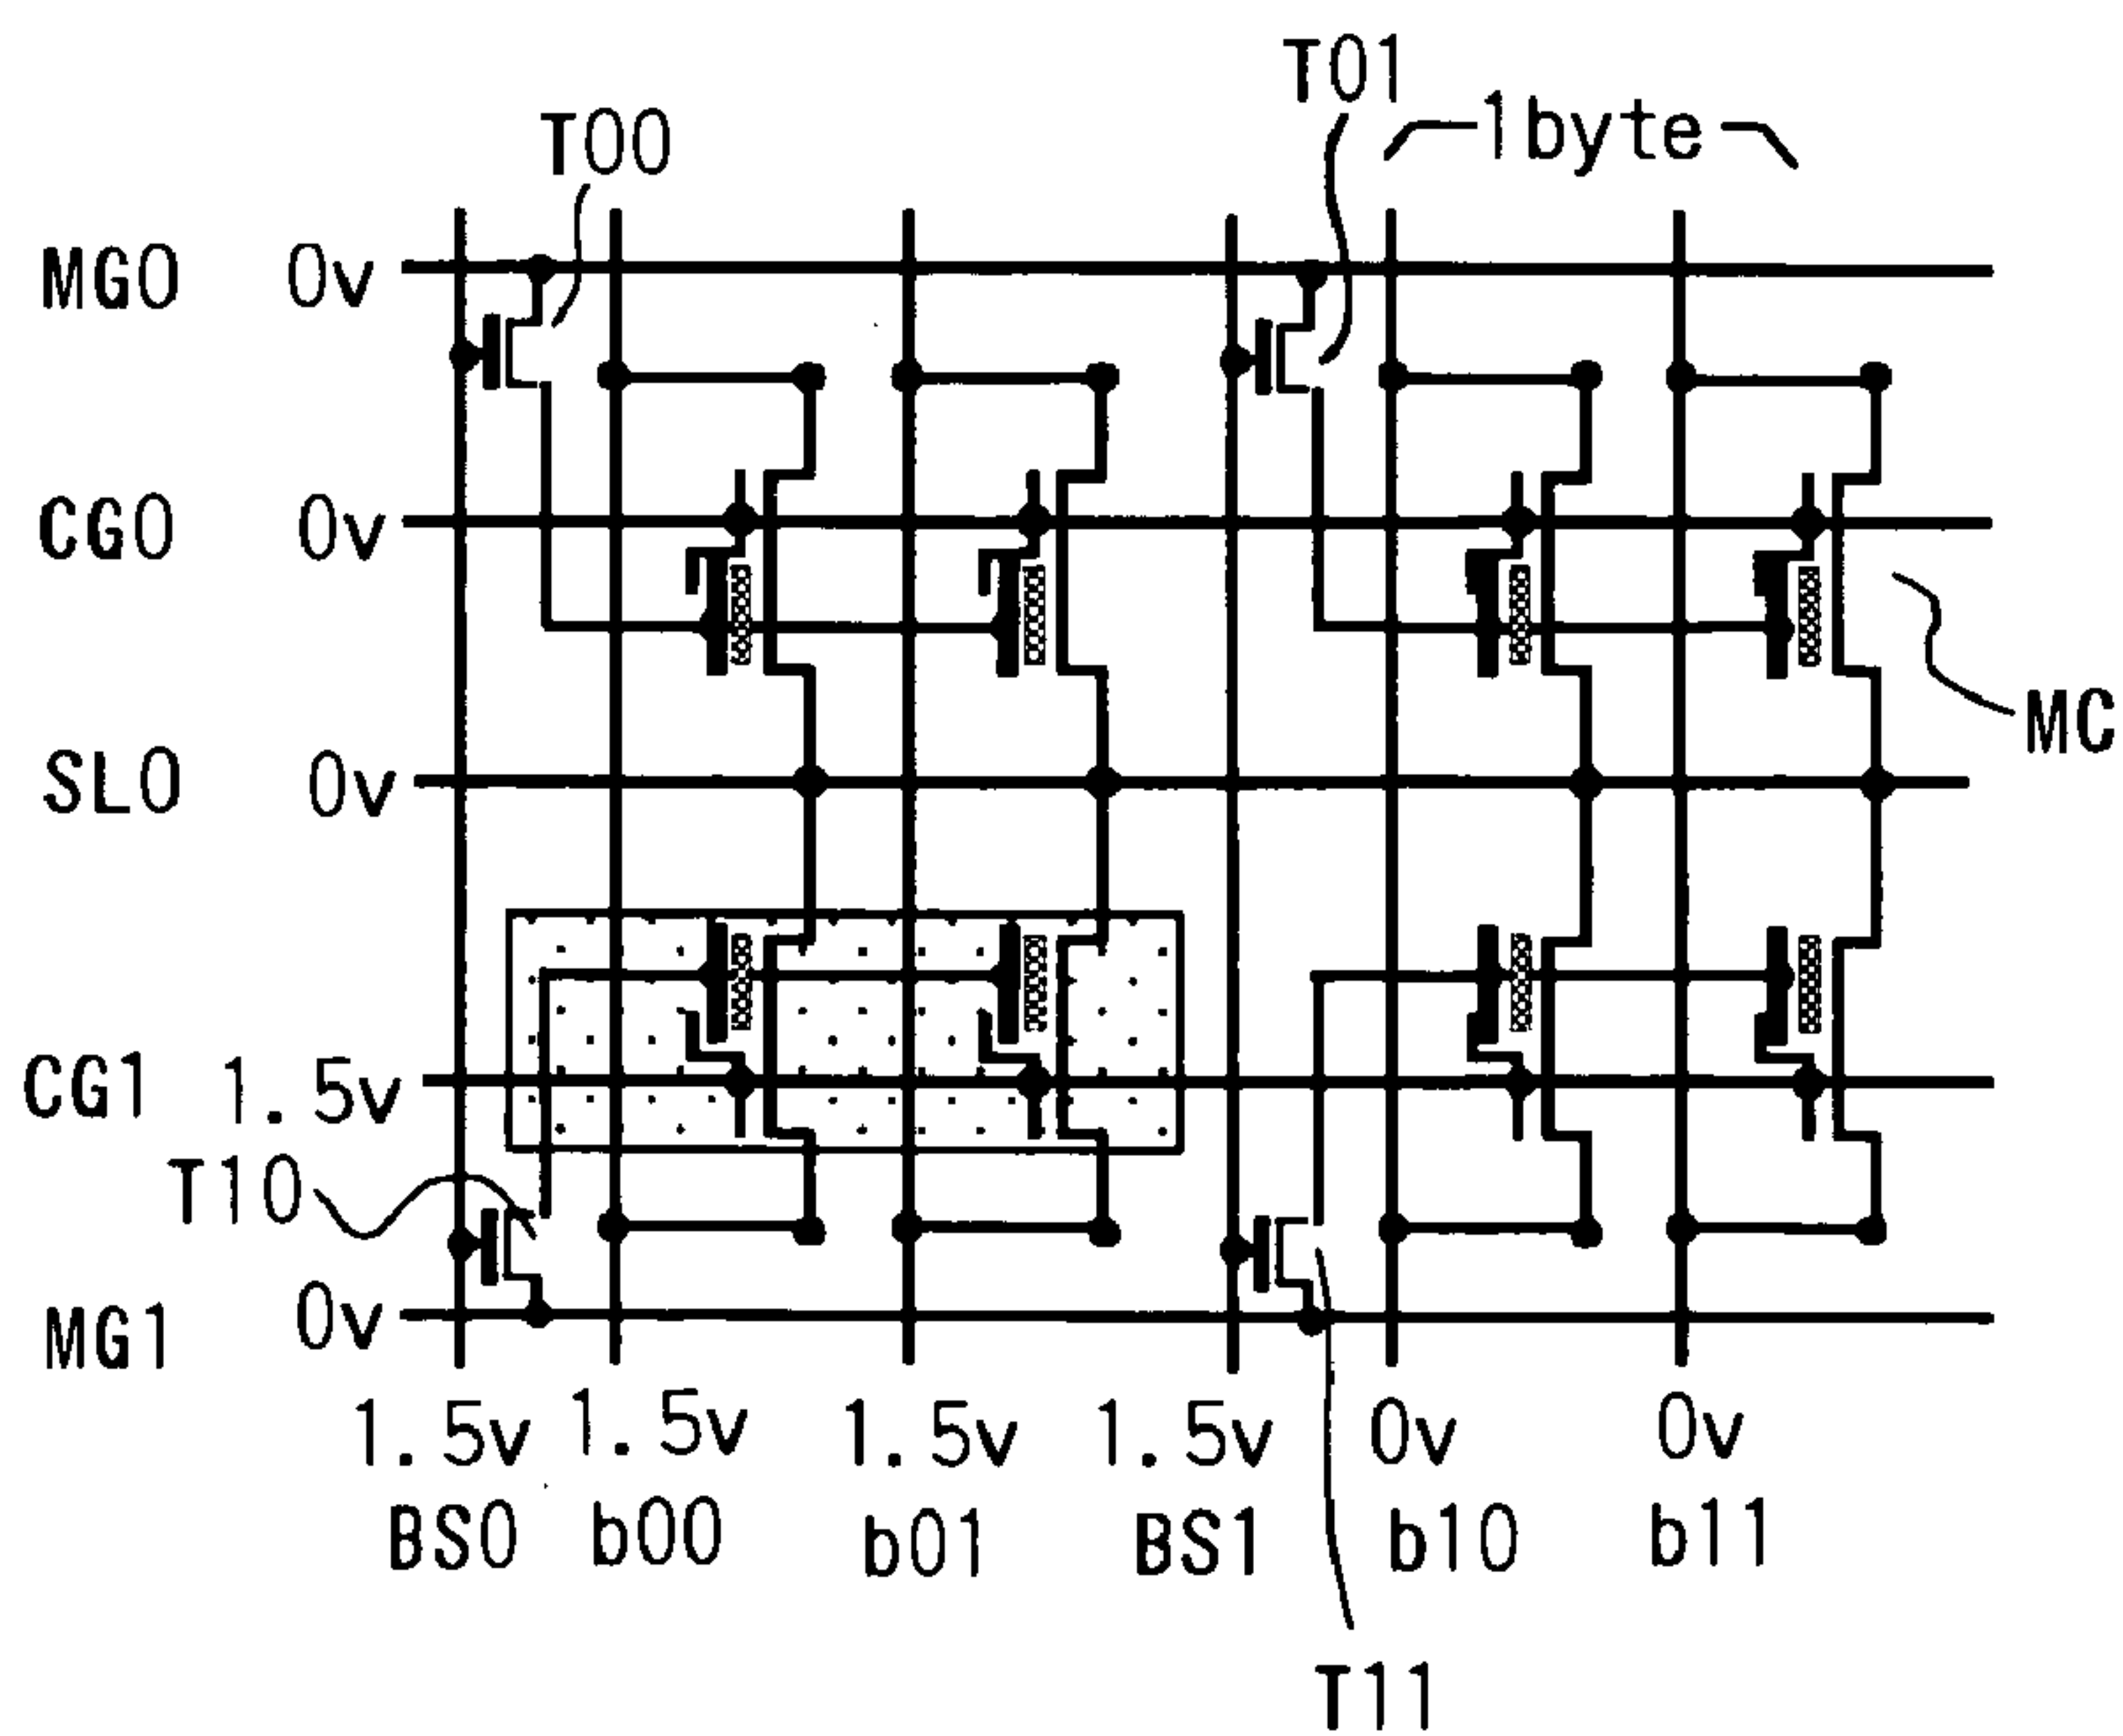 T01
T00 1byte
MG0 0v
CG0 0v
MC
SL0 0v
CG1 1.5v
T10
MG1 0v
1.5v 1.5v 1.5v 1.5v 0v 0v
BS0 b00 b01 BS1 b10 b11
T11